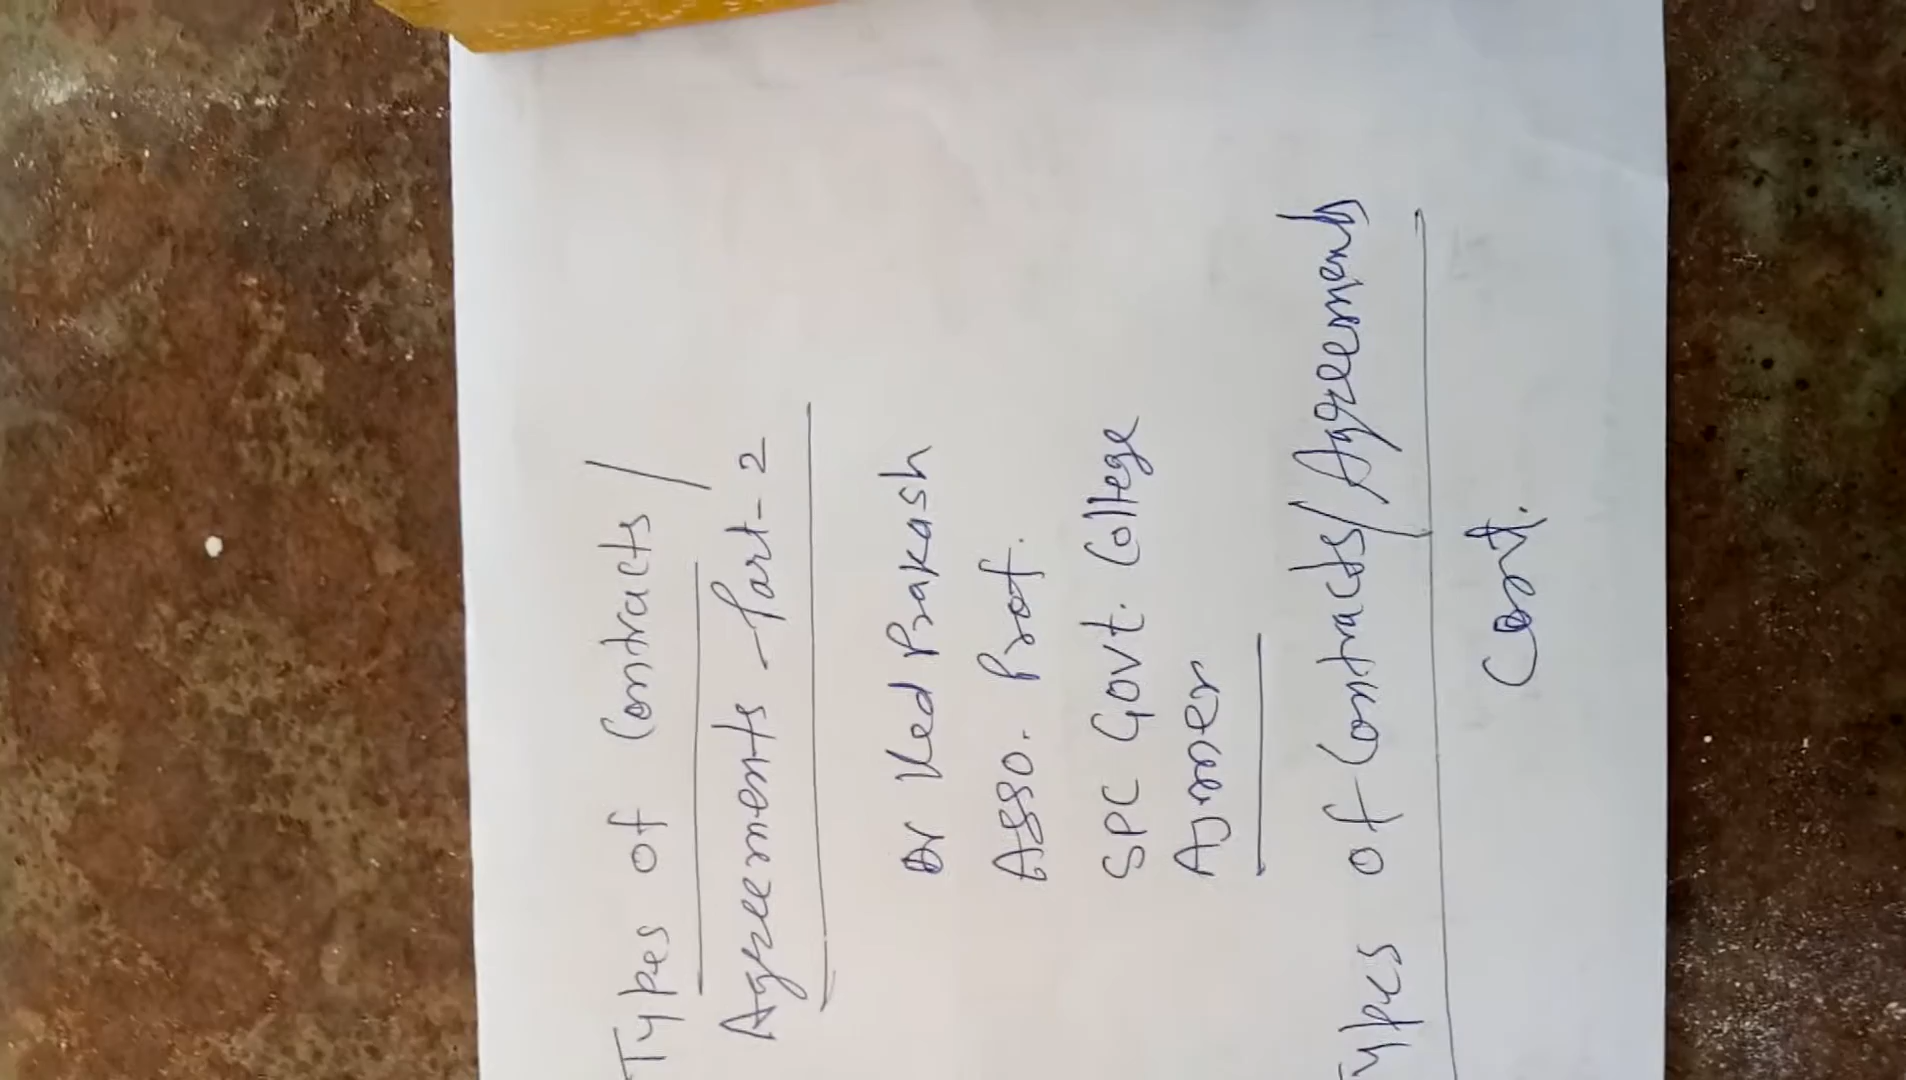 Types of Contracts/
Agreements - Part-2
Dr Ved Prakash
Asso. Prof.
SPC Govt. College
Ajmer
Types of Contracts/Agreements
Cont.